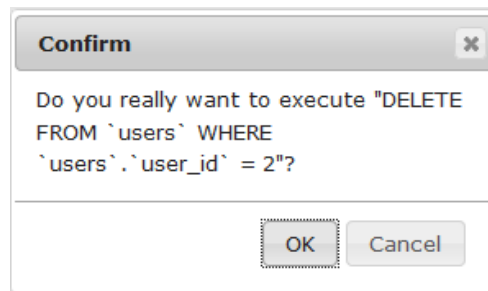 Confirm
Do you really want to execute "DELETE
FROM `users` WHERE
`users`.`user_id` = 2"?
OK
Cancel